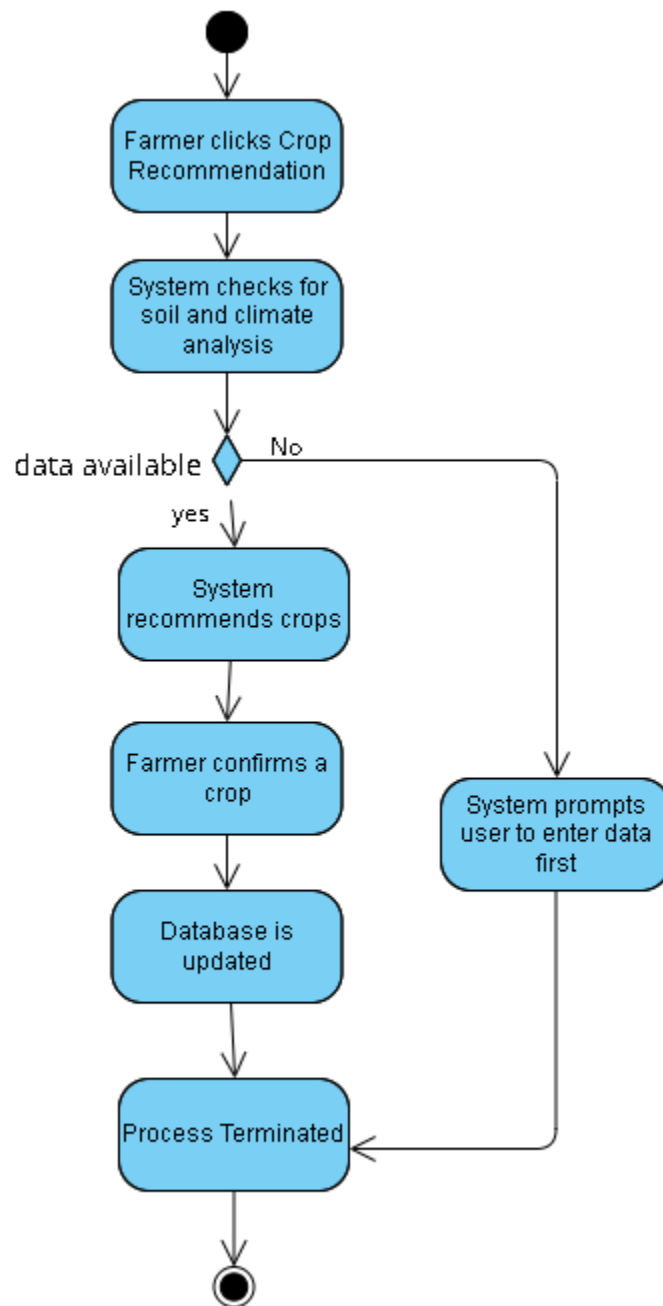 Farmer clicks Crop
Recommendation
System checks for
soil and climate
analysis
data available
No
yes
System
recommends crops
Farmer confirms a
crop
System prompts
user to enter data
first
Database is
updated
Process Terminated